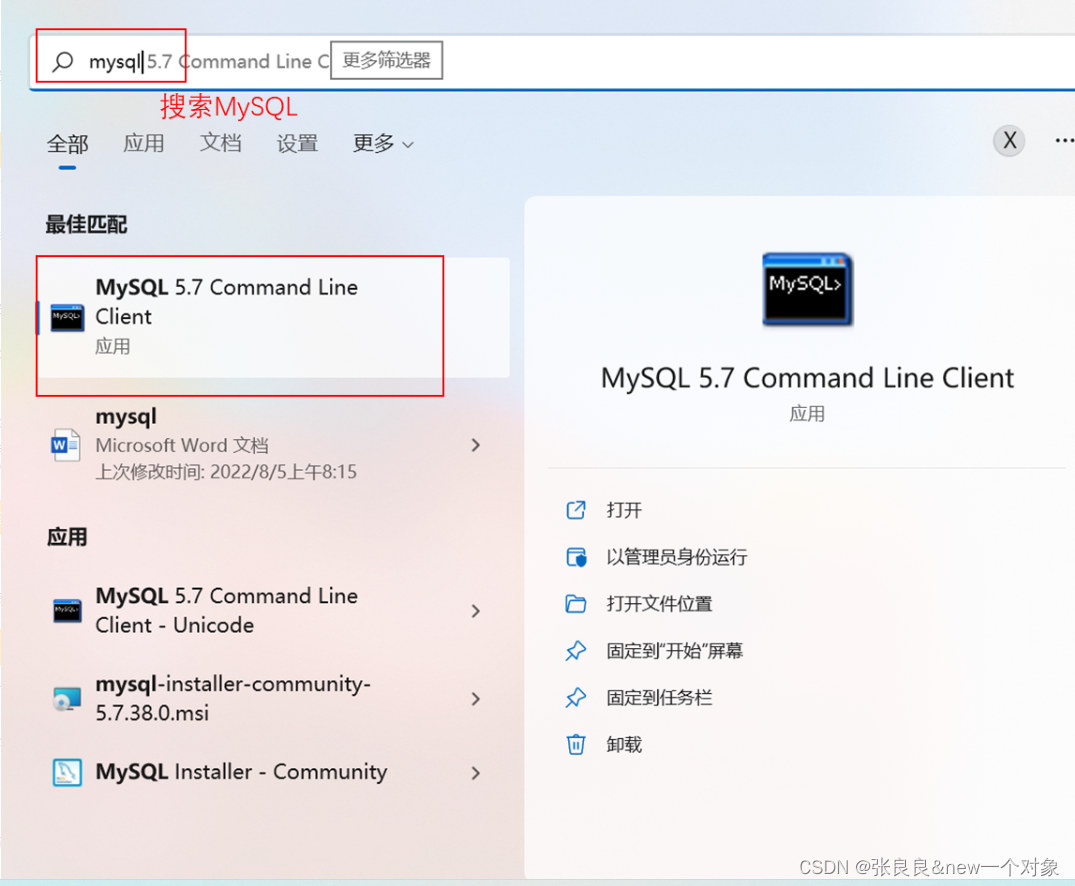 mysql 5.7 Command Line C 更多筛选器
搜索MySQL
全部 应用 文档 设置 更多
X ...
最佳匹配
MySQL 5.7 Command Line
Client
应用
mysql
Microsoft Word 文档
上次修改时间: 2022/8/5上午8:15
应用
MySQL 5.7 Command Line
Client - Unicode
mysql-installer-community-
5.7.38.0.msi
MySQL Installer - Community
MySQL>
MySQL 5.7 Command Line Client
应用
打开
以管理员身份运行
打开文件位置
固定到“开始”屏幕
固定到任务栏
卸载
CSDN @张良良&new一个对象